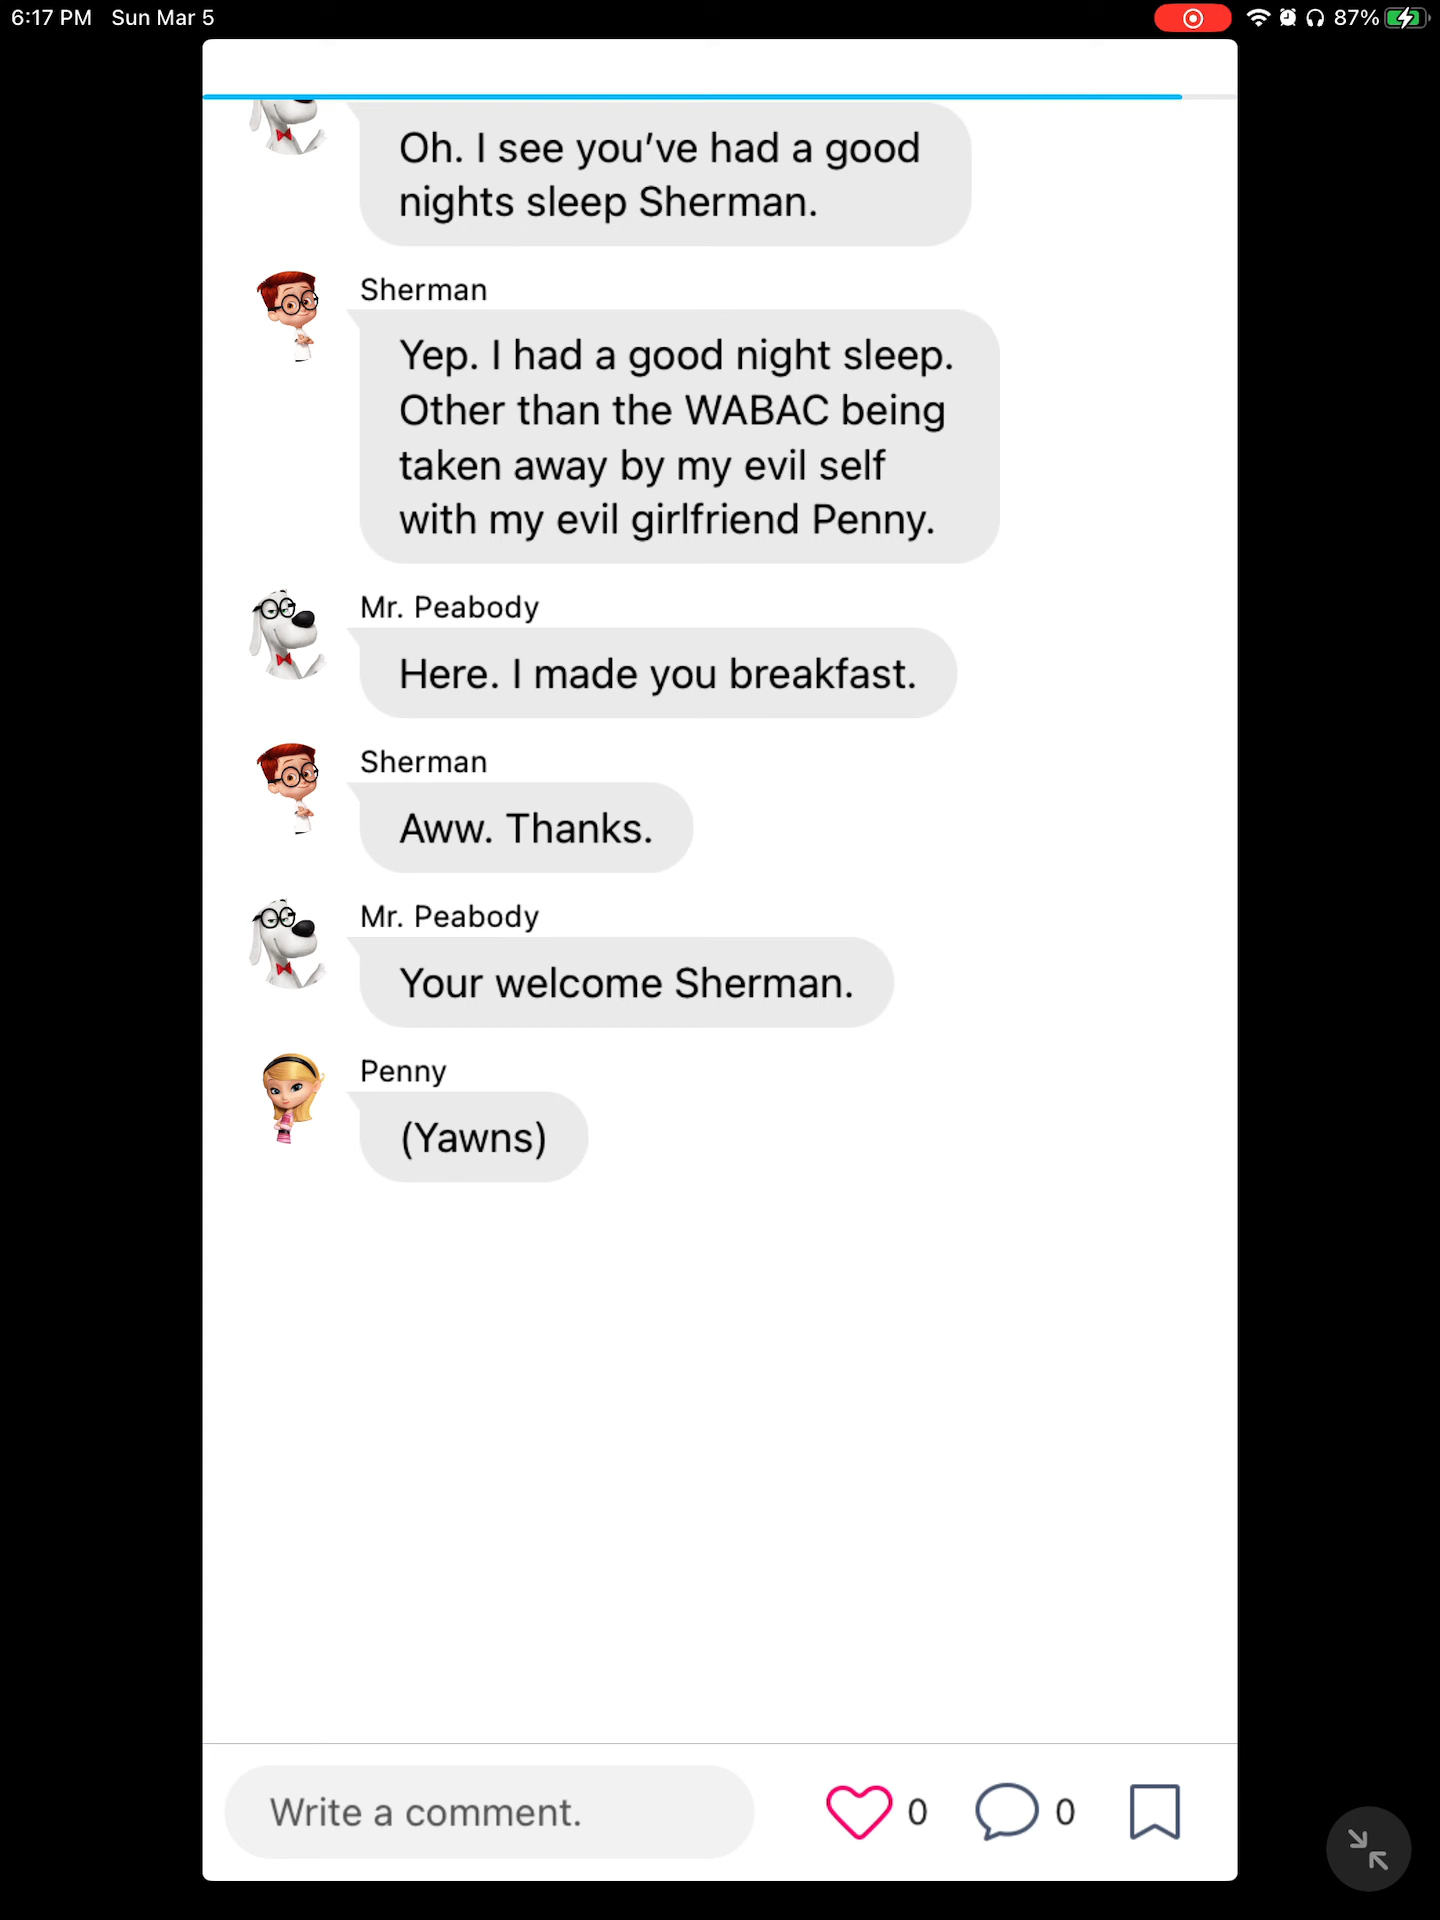 6:17 PM Sun Mar 5
87%
Oh. I see you’ve had a good
nights sleep Sherman.
Sherman
Yep. I had a good night sleep.
Other than the WABAC being
taken away by my evil self
with my evil girlfriend Penny.
Mr. Peabody
Here. I made you breakfast.
Sherman
Aww. Thanks.
Mr. Peabody
Your welcome Sherman.
Penny
(Yawns)
Write a comment.
0
0